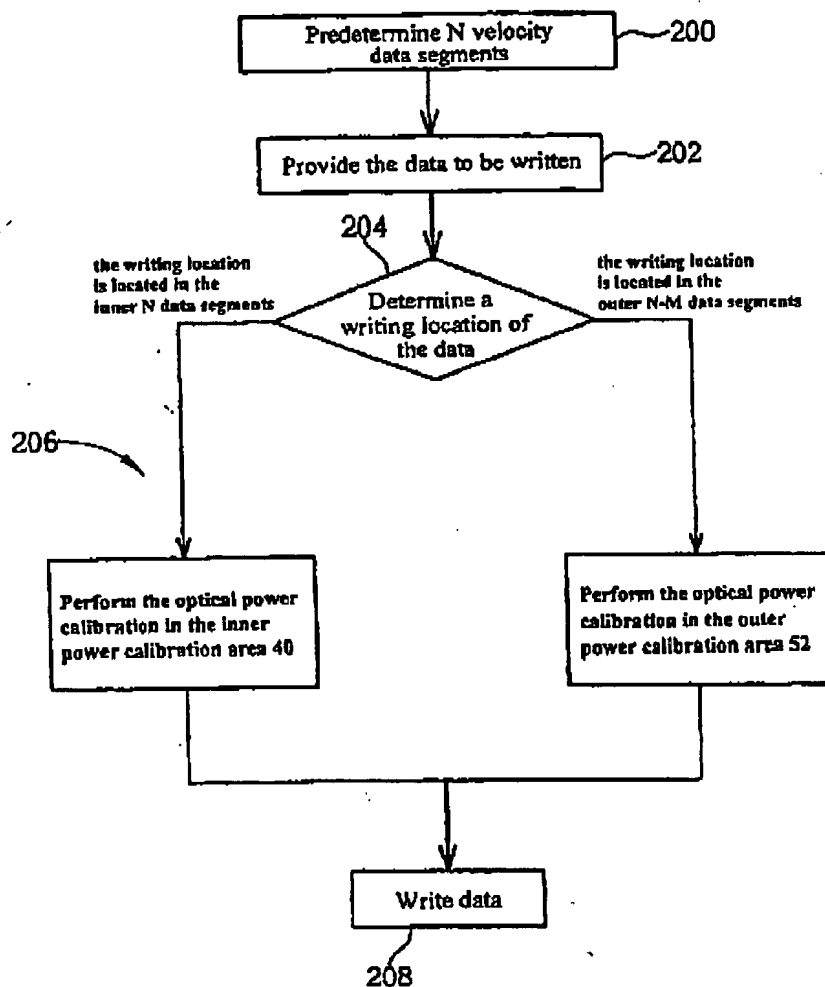 Predetermine N velocity
data segments
200
Provide the data to be written
202
204
the writing location
is located in the
inner N data segments
the writing location
is located in the
outer N-M data segments
Determine a
writing location of
the data
206
Perform the optical power
calibration in the inner
power calibration area 40
Perform the optical power
calibration in the outer
power calibration area 52
Write data
208